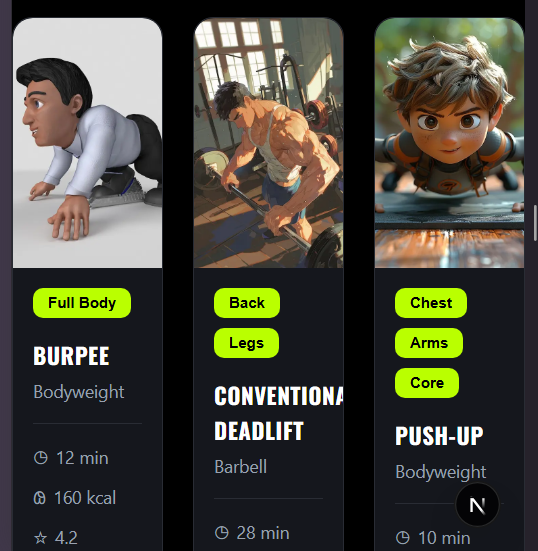 Full Body
BURPEE
Bodyweight
12 min
160 kcal
4.2
Back
Legs
CONVENTIONA
DEADLIFT
Barbell
28 min
Chest
Arms
Core
PUSH-UP
Bodyweight
N
10 min